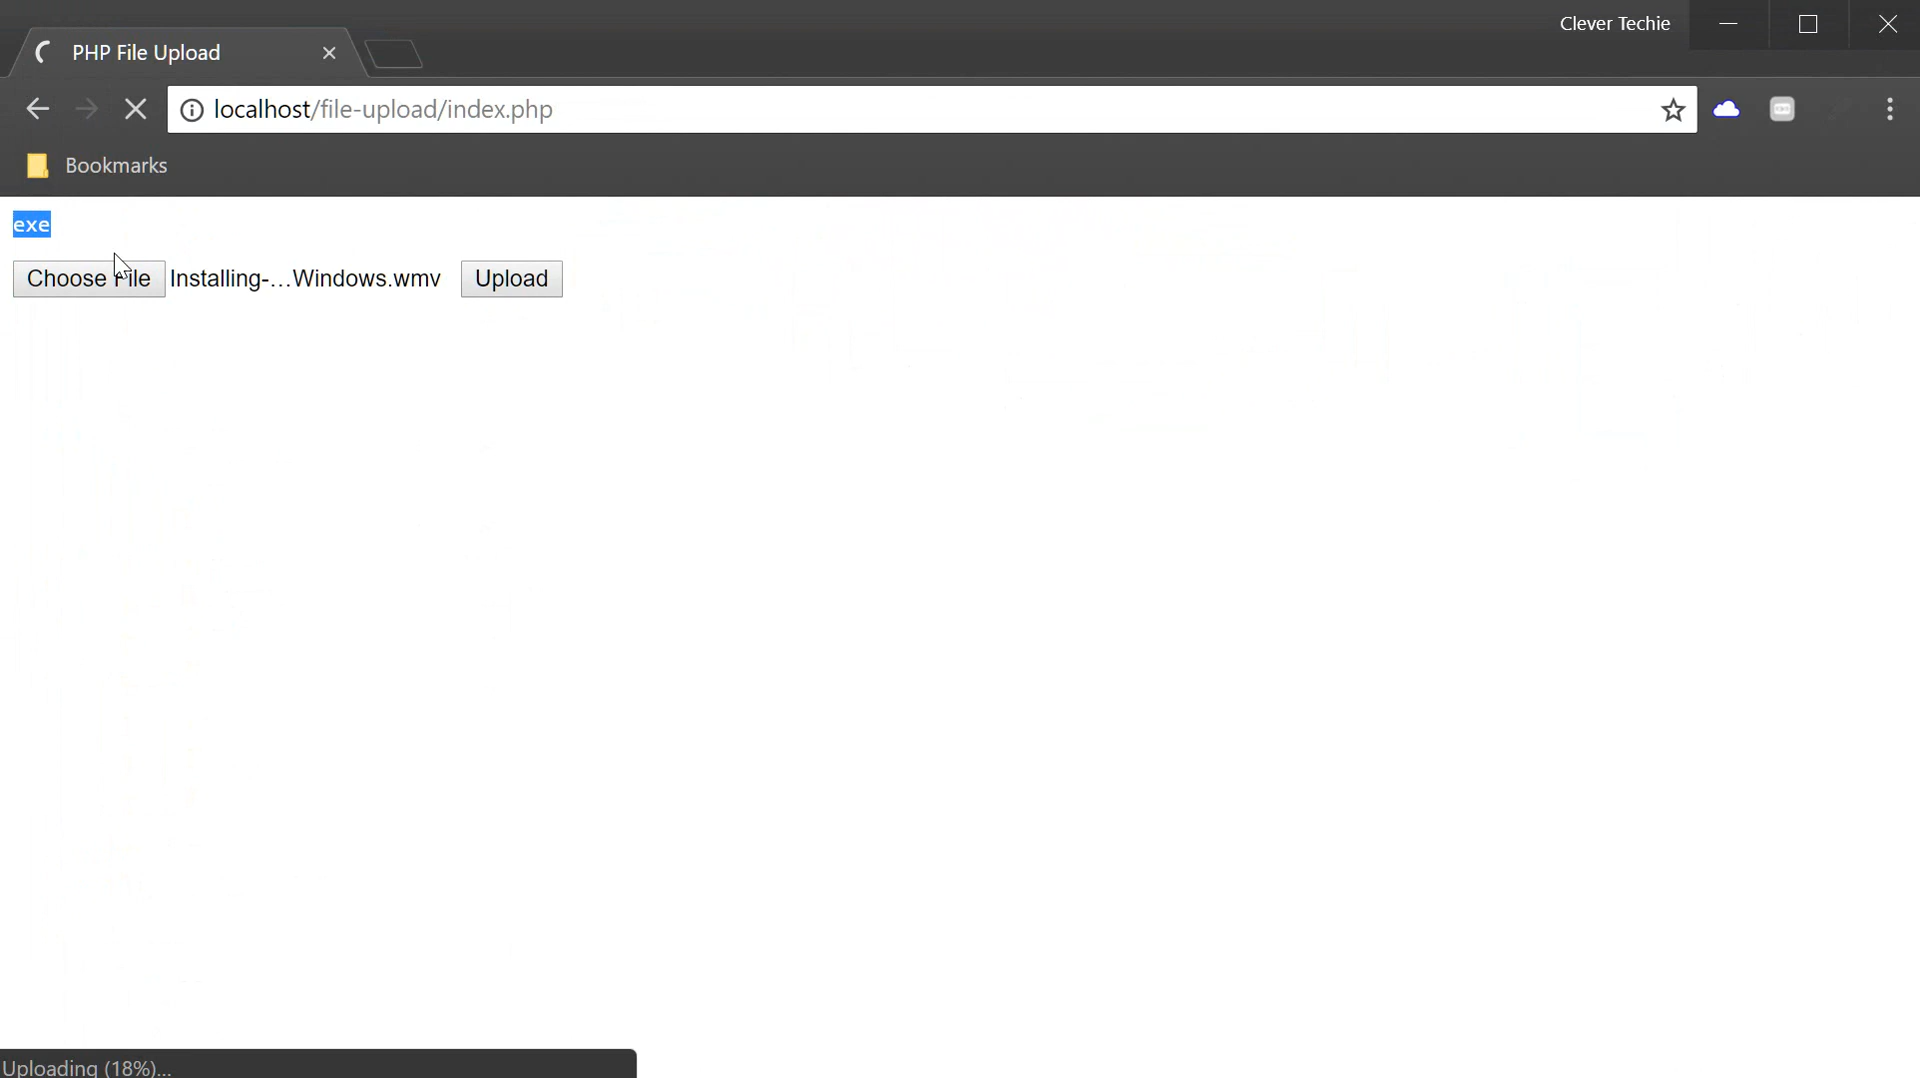 Clever Techie
PHP File Upload
localhost/file-upload/index.php
Bookmarks
exe
Choose File Installing-...Windows.wmv Upload
Uploading (18%)...